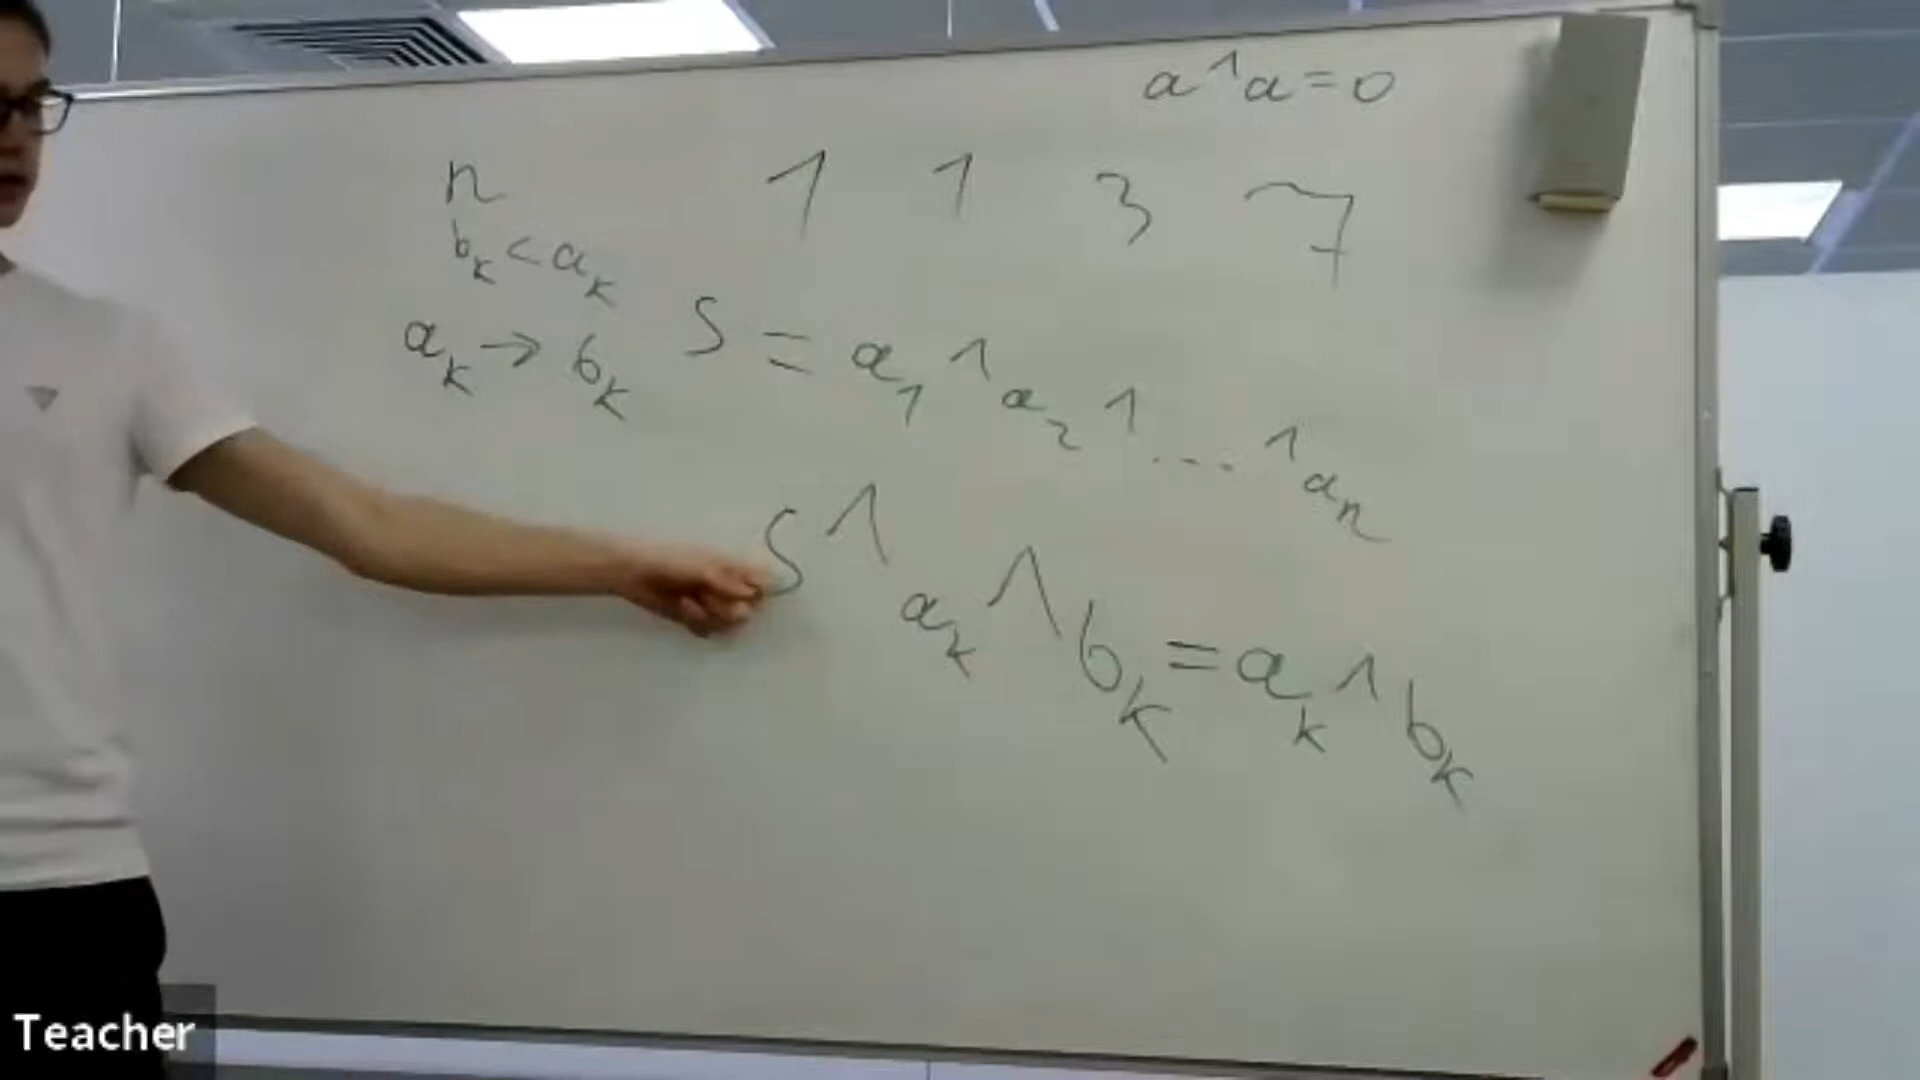 a^a=0
n
1 1 3 7
b_k < a_k
a_k → b_k
S = a_1 ^ a_2 ^ ... ^ a_n
S ^ a_k ^ b_k = a_k ^ b_k
Teacher